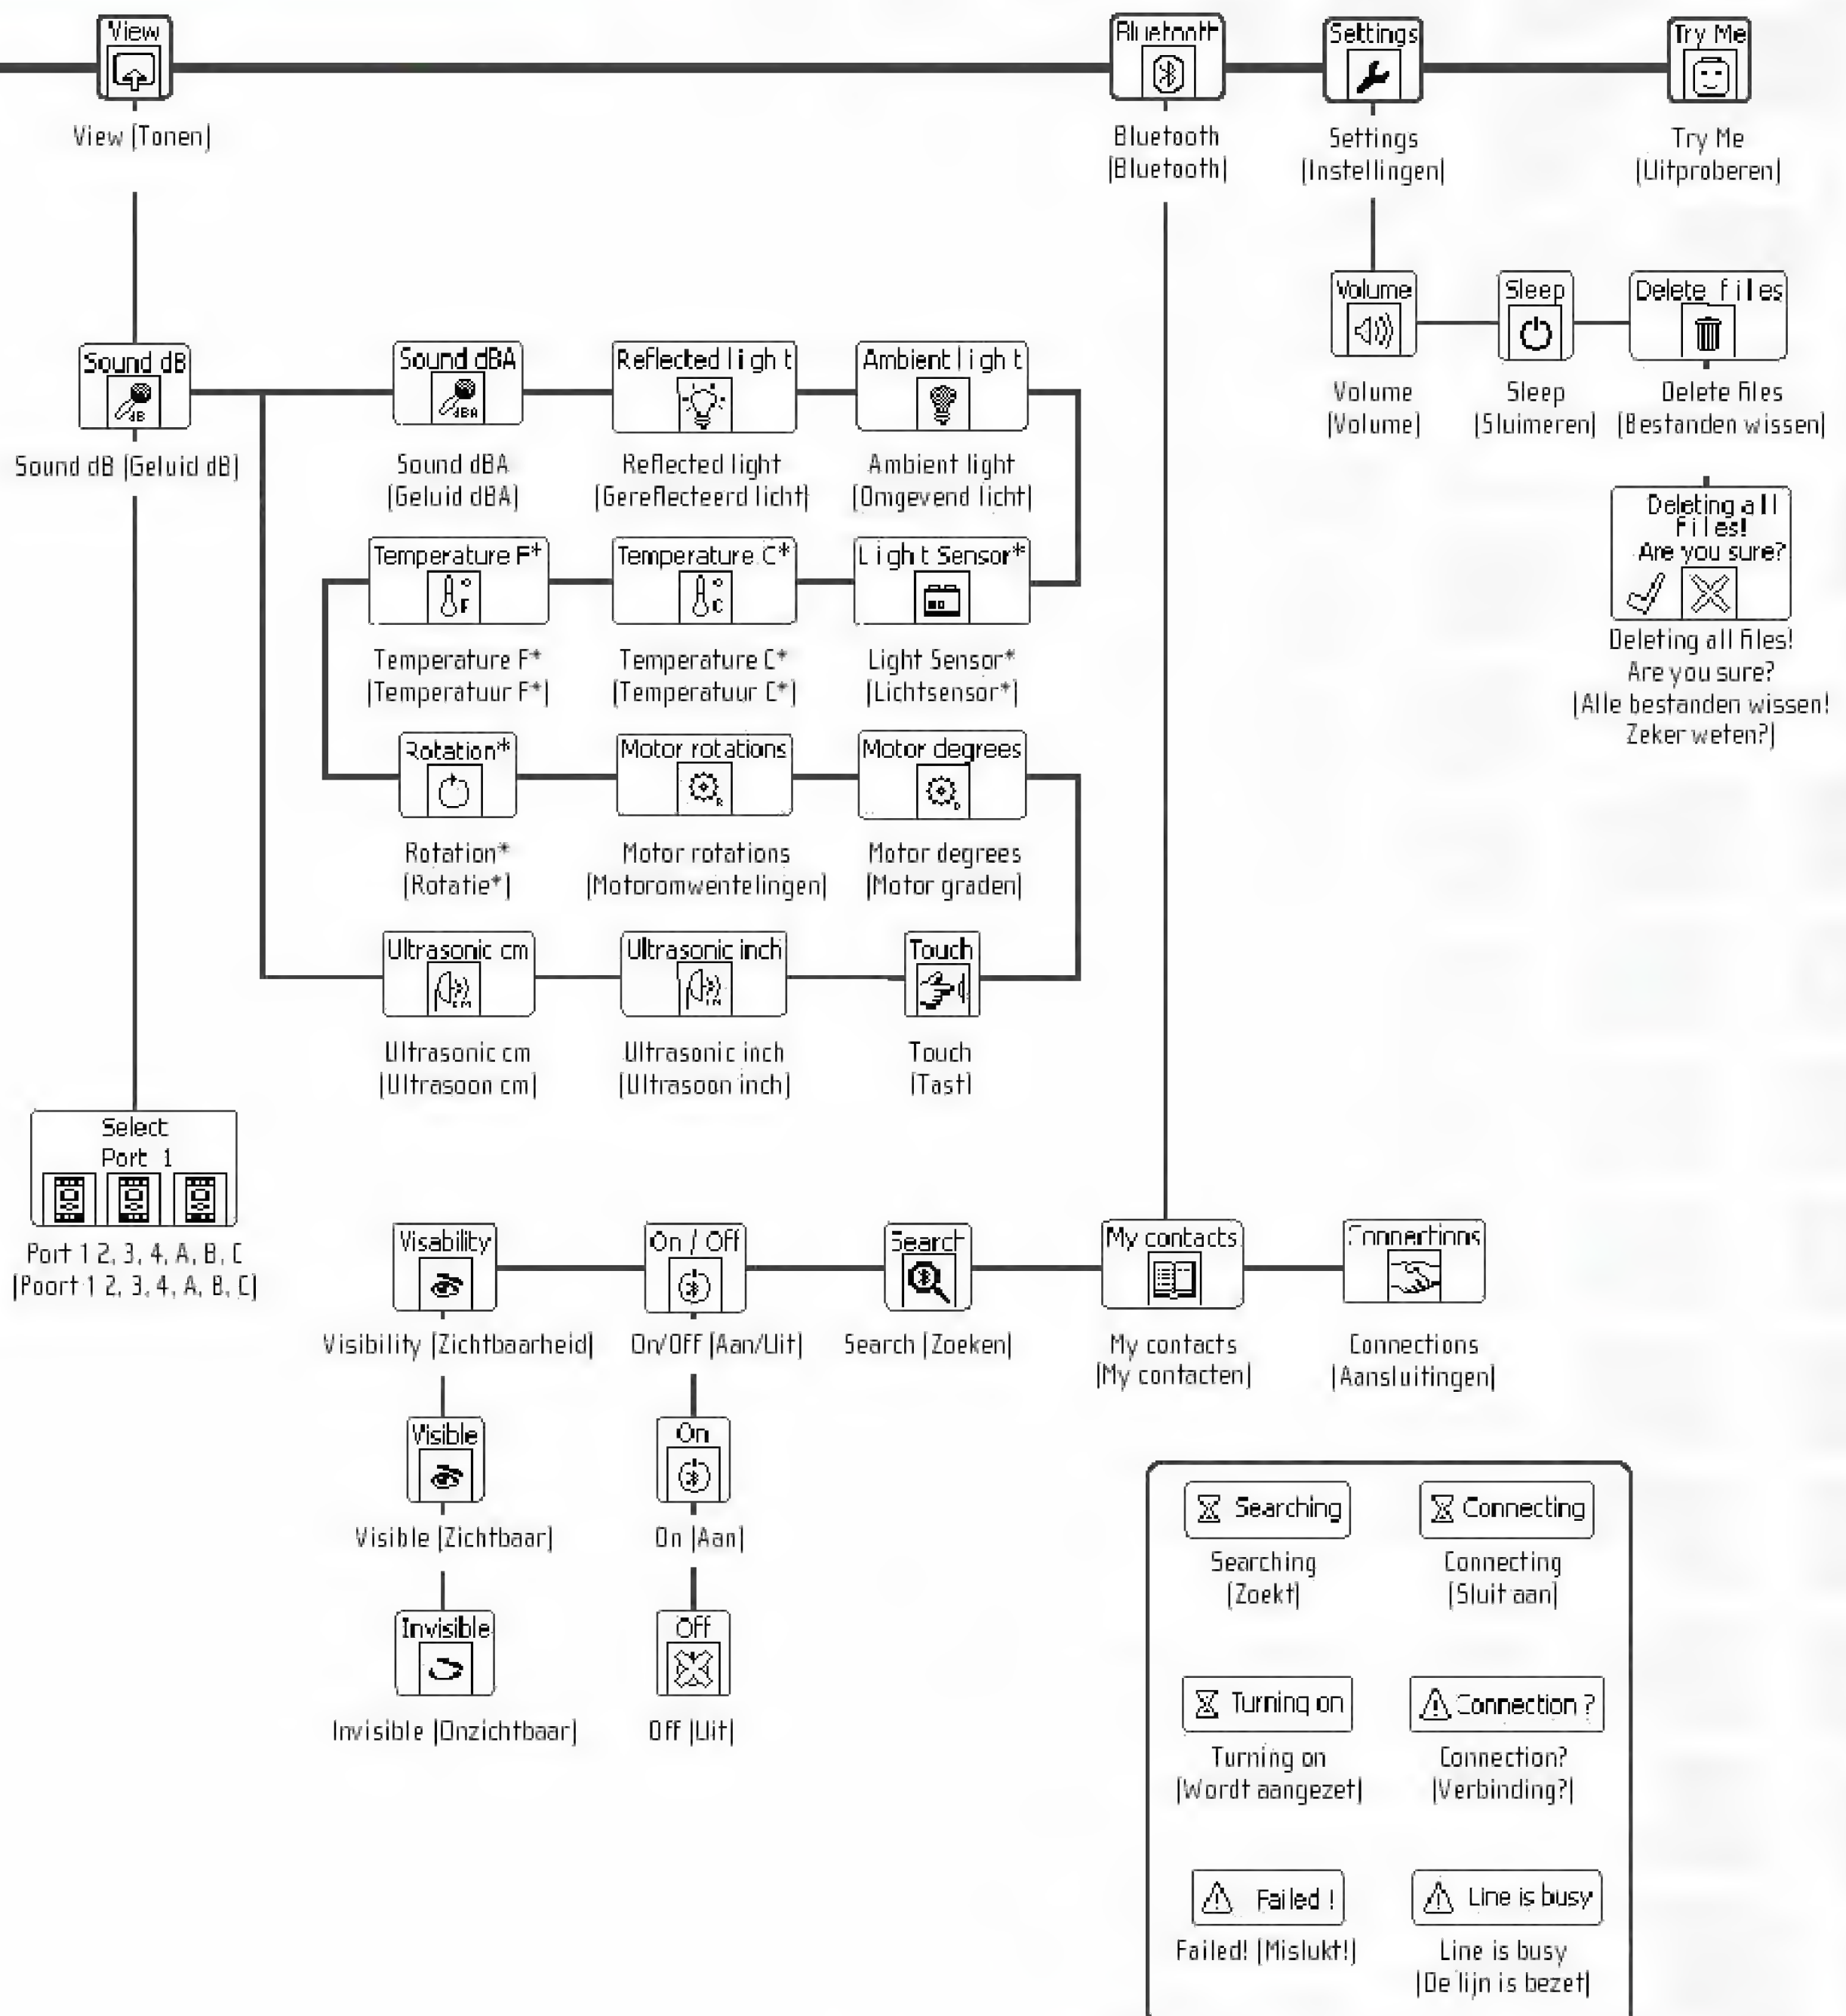 View
View (Tonen)
Bluetooth
Bluetooth
(Bluetooth)
Settings
Settings
(Instellingen)
Try Me
Try Me
(Uitproberen)
Volume
Volume
(Volume)
Sleep
Sleep
(Sluimeren)
Delete files
Delete files
(Bestanden wissen)
Deleting all
files!
Are you sure?
Deleting all files!
Are you sure?
(Alle bestanden wissen!
Zeker weten?)
Sound dB
dB
Sound dB (Geluid dB)
Sound dBA
dBA
Sound dBA
(Geluid dBA)
Reflected light
Reflected light
(Gereflecteerd licht)
Ambient light
Ambient light
(Omgevend licht)
Temperature F*
°F
Temperature F*
(Temperatuur F*)
Temperature C*
°C
Temperature C*
(Temperatuur C*)
Light Sensor*
Light Sensor*
(Lichtsensor*)
Rotation*
Rotation*
(Rotatie*)
Motor rotations
R
Motor rotations
(Motoromwentelingen)
Motor degrees
D
Motor degrees
(Motor graden)
Ultrasonic cm
CM
Ultrasonic cm
(Ultrasoon cm)
Ultrasonic inch
IN
Ultrasonic inch
(Ultrasoon inch)
Touch
Touch
(Tast)
Select
Port 1
Port 1 2, 3, 4, A, B, C
(Poort 1 2, 3, 4, A, B, C)
Visability
Visibility (Zichtbaarheid)
On / Off
On/Off (Aan/Uit)
Search
Search (Zoeken)
My contacts
My contacts
(My contacten)
Connections
Connections
(Aansluitingen)
Visible
Visible (Zichtbaar)
On
On (Aan)
Invisible
Invisible (Onzichtbaar)
Off
Off (Uit)
Searching
Searching
(Zoekt)
Connecting
Connecting
(Sluit aan)
Turning on
Turning on
(Wordt aangezet)
Connection ?
Connection?
(Verbinding?)
Failed !
Failed! (Mislukt!)
Line is busy
Line is busy
(De lijn is bezet)